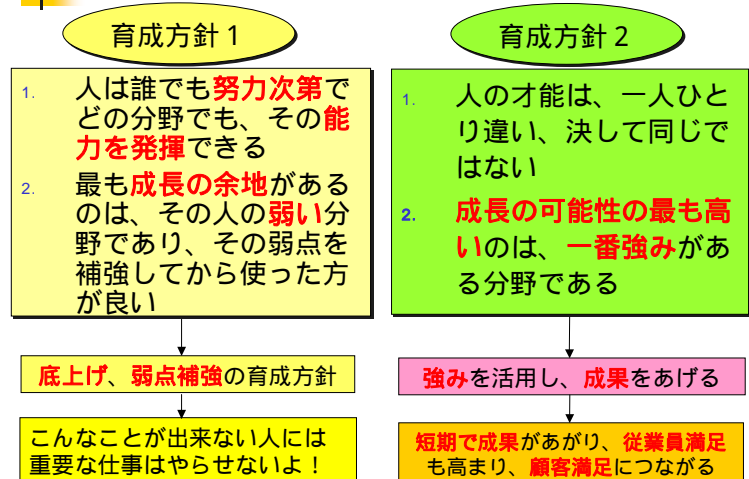 育成方針1
1. 人は誰でも努力次第で
どの分野でも、その能
力を発揮できる
2. 最も成長の余地がある
のは、その人の弱い分
野であり、その弱点を
補強してから使った方
が良い
底上げ、弱点補強の育成方針
こんなことが出来ない人には
重要な仕事はやらせないよ！
育成方針2
1. 人の才能は、一人ひと
り違い、決して同じで
はない
2. 成長の可能性の最も高
いのは、一番強みがあ
る分野である
強みを活用し、成果をあげる
短期で成果があがり、従業員満足
も高まり、顧客満足につながる